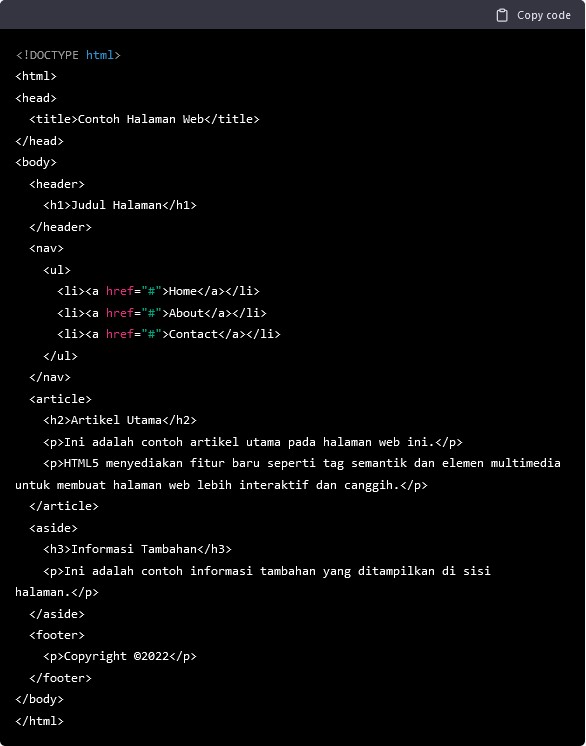 Copy code
<!DOCTYPE html>
<html>
<head>
  <title>Contoh Halaman Web</title>
</head>
<body>
  <header>
    <h1>Judul Halaman</h1>
  </header>
  <nav>
    <ul>
      <li><a href="#">Home</a></li>
      <li><a href="#">About</a></li>
      <li><a href="#">Contact</a></li>
    </ul>
  </nav>
  <article>
    <h2>Artikel Utama</h2>
    <p>Ini adalah contoh artikel utama pada halaman web ini.</p>
    <p>HTML5 menyediakan fitur baru seperti tag semantik dan elemen multimedia
untuk membuat halaman web lebih interaktif dan canggih.</p>
  </article>
  <aside>
    <h3>Informasi Tambahan</h3>
    <p>Ini adalah contoh informasi tambahan yang ditampilkan di sisi
halaman.</p>
  </aside>
  <footer>
    <p>Copyright ©2022</p>
  </footer>
</body>
</html>